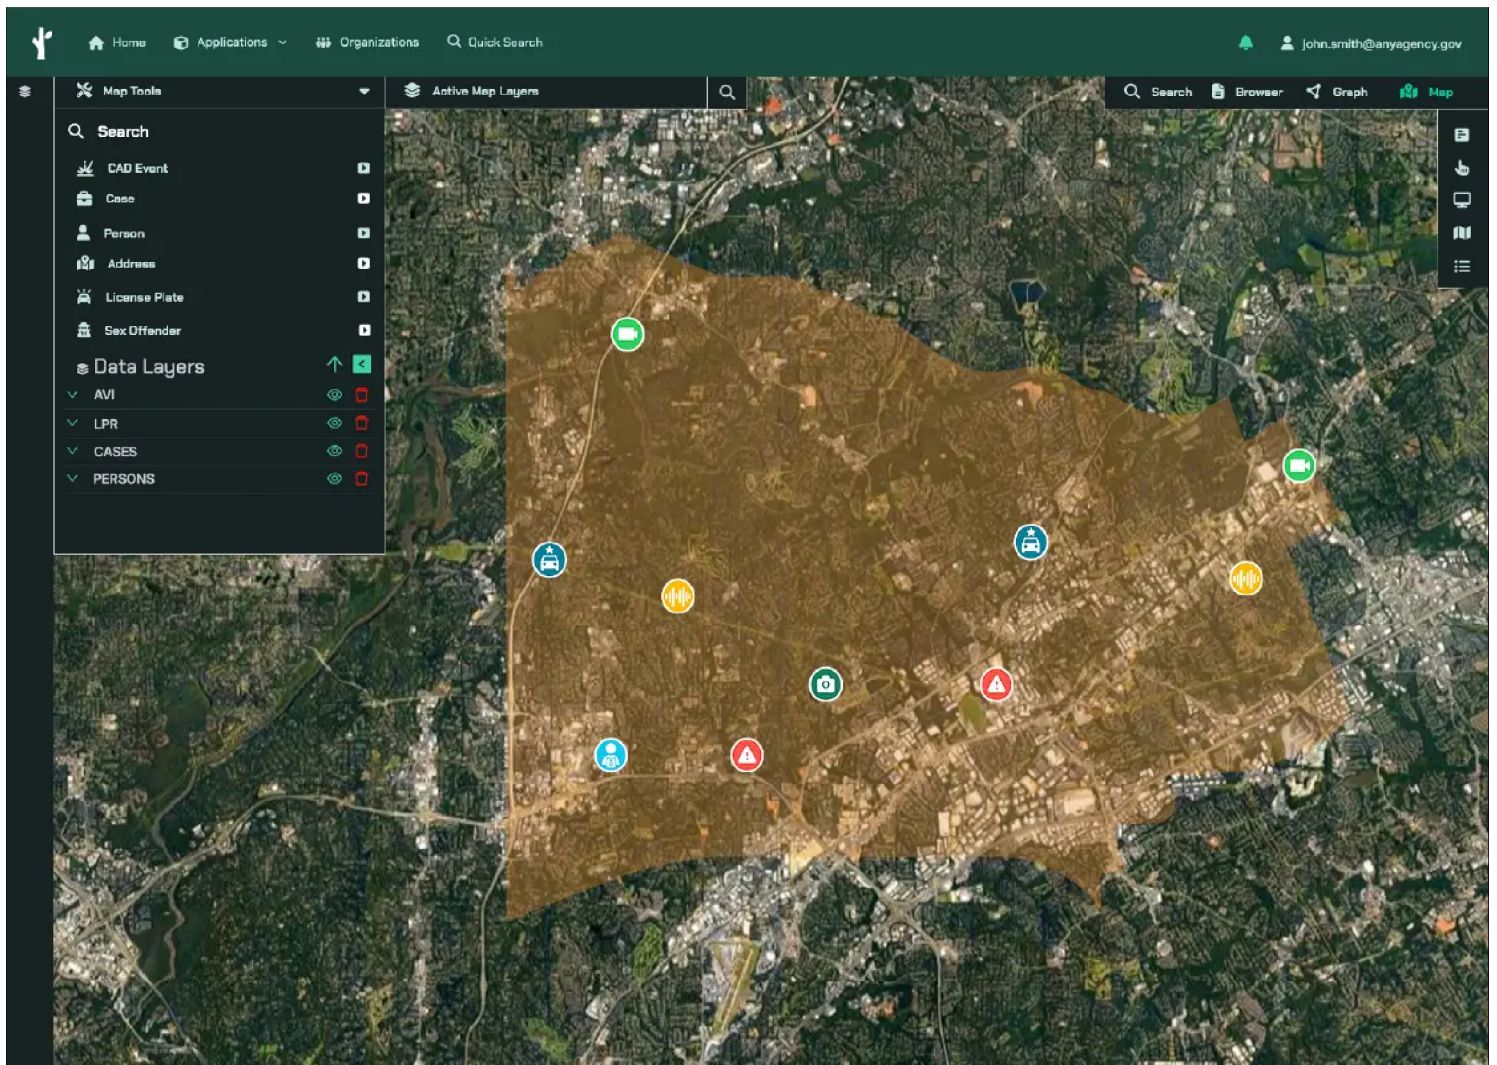 Home Applications Organizations Quick Search john.smith@anyagency.gov
Map Tools Active Map Layers Search Browser Graph Map
Search
CAD Event
Case
Person
Address
License Plate
Sex Offender
Data Layers
AVI
LPR
CASES
PERSONS